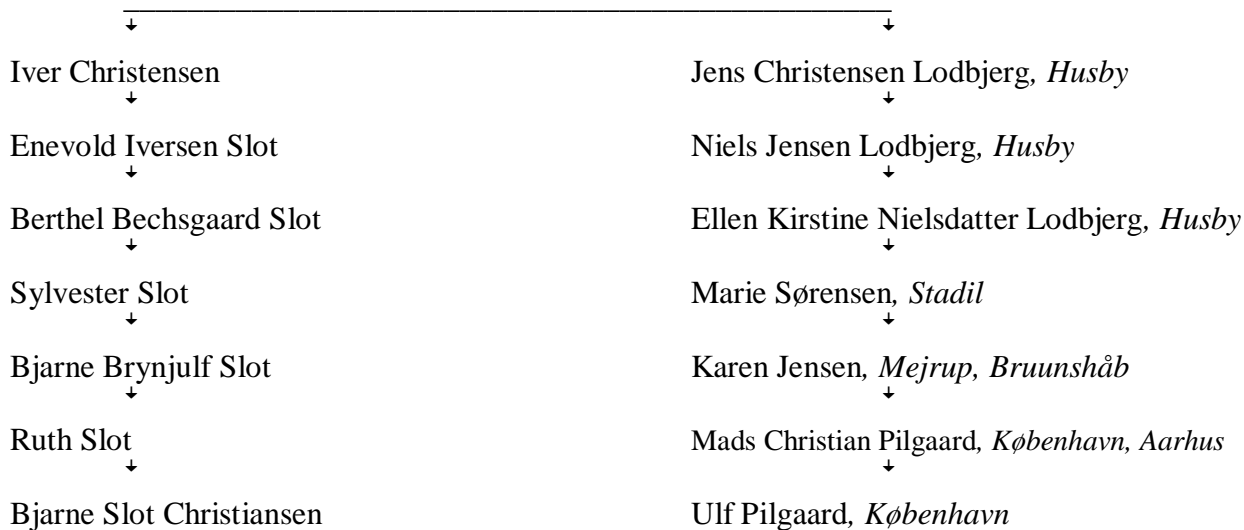 Iver Christensen Jens Christensen Lodbjerg, Husby
Enevold Iversen Slot Niels Jensen Lodbjerg, Husby
Berthel Bechsgaard Slot Ellen Kirstine Nielsdatter Lodbjerg, Husby
Sylvester Slot Marie Sørensen, Stadil
Bjarne Brynjulf Slot Karen Jensen, Mejrup, Bruunshåb
Ruth Slot Mads Christian Pilgaard, København, Aarhus
Bjarne Slot Christiansen Ulf Pilgaard, København